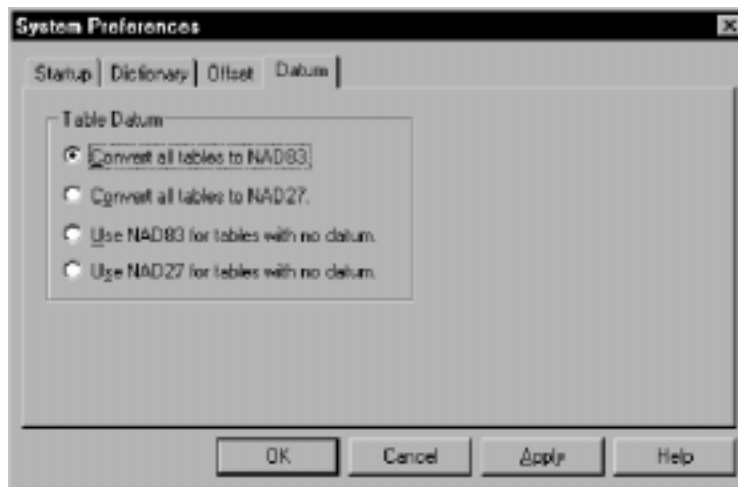 System Preferences
Startup Dictionary Offset Datum
Table Datum
Convert all tables to NAD83.
Convert all tables to NAD27.
Use NAD83 for tables with no datum.
Use NAD27 for tables with no datum.
OK Cancel Apply Help